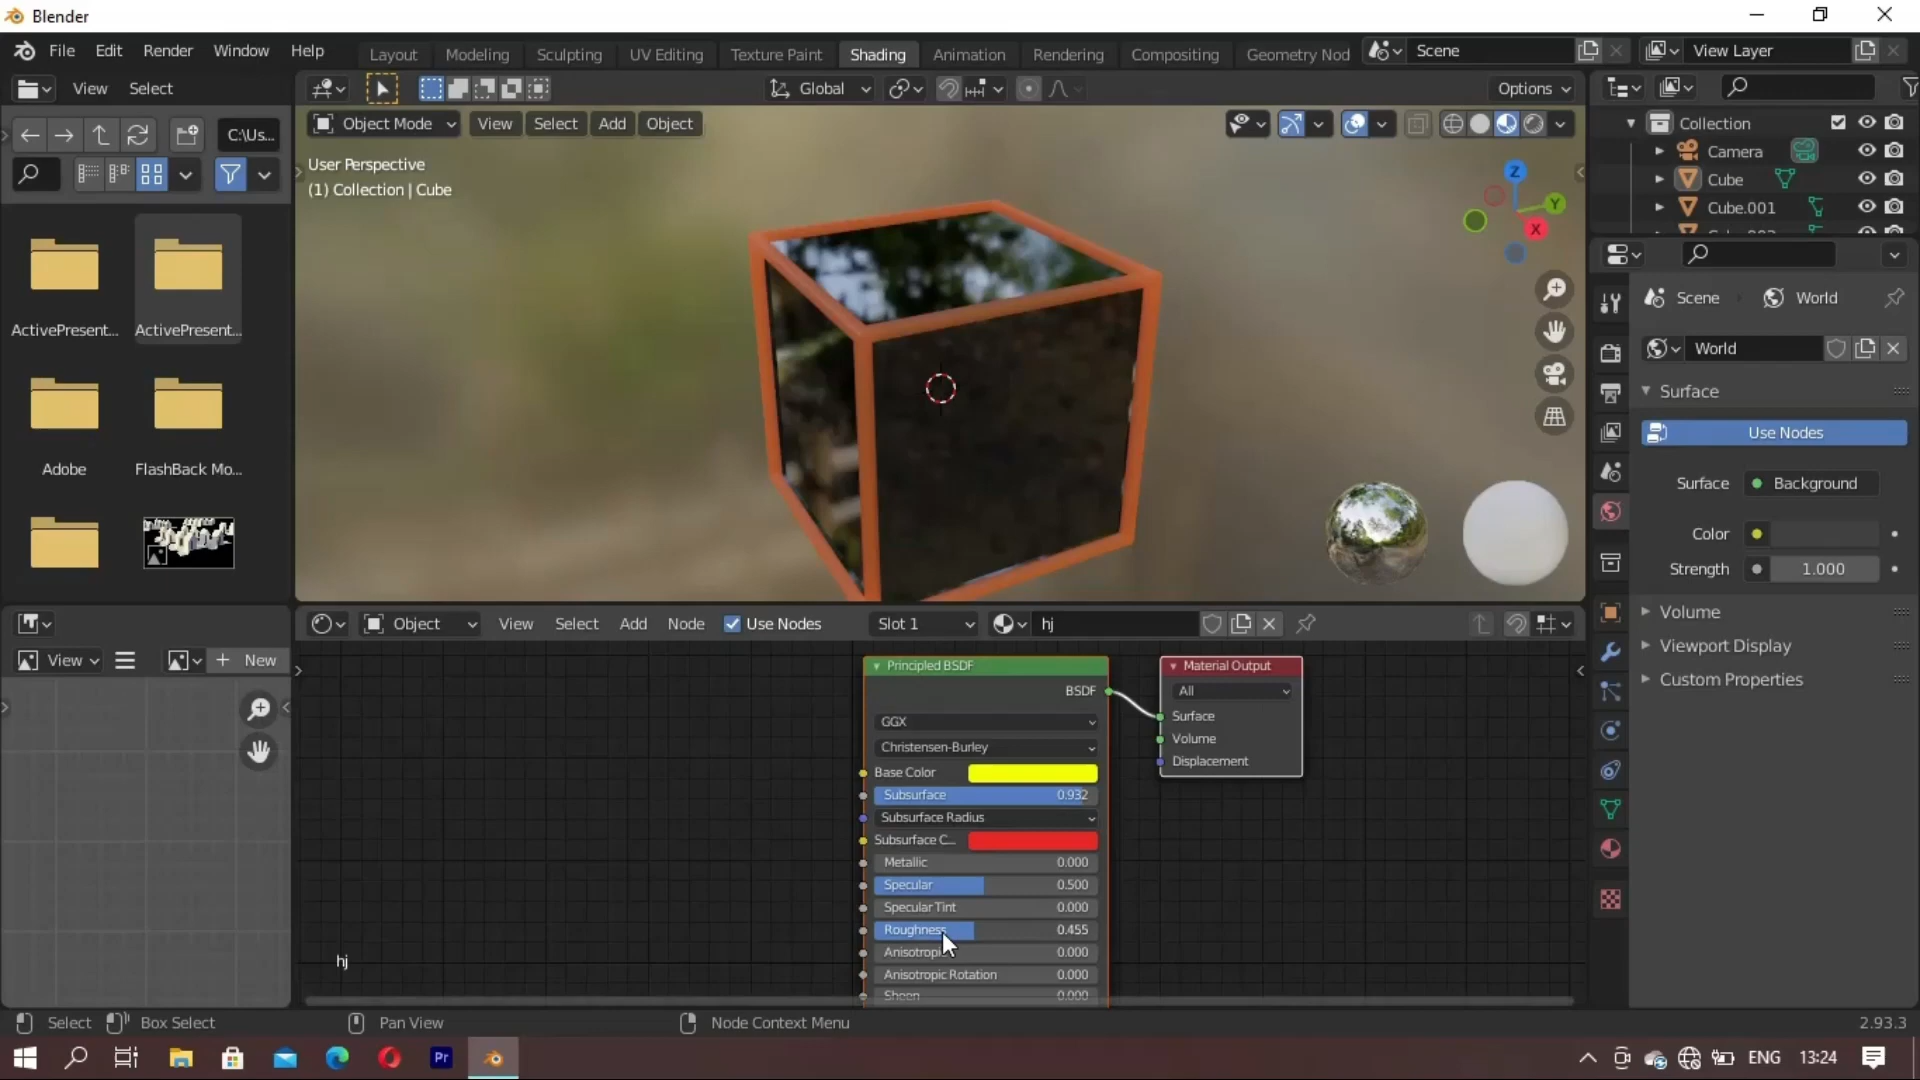 Blender
File Edit Render Window Help Layout Modeling Sculpting UV Editing Texture Paint Shading Animation Rendering Compositing Geometry Nod Scene View Layer
View Select Global Options
C:\Us...
Object Mode View Select Add Object
User Perspective
(1) Collection | Cube
Z
Y
X
ActivePresent... ActivePresent...
Adobe FlashBack Mo...
Collection
Camera
Cube
Cube.001
Scene World
World
Surface
Use Nodes
Surface Background
Color
Strength 1.000
Volume
Viewport Display
Custom Properties
View New
Object View Select Add Node Use Nodes Slot 1 hj
Principled BSDF
BSDF
GGX
Christensen-Burley
Base Color
Subsurface 0.932
Subsurface Radius
Subsurface C...
Metallic 0.000
Specular 0.500
Specular Tint 0.000
Roughness 0.455
Anisotropic 0.000
Anisotropic Rotation 0.000
Sheen 0.000
Material Output
All
Surface
Volume
Displacement
hj
Select Box Select Pan View Node Context Menu 2.93.3
Pr ENG 13:24